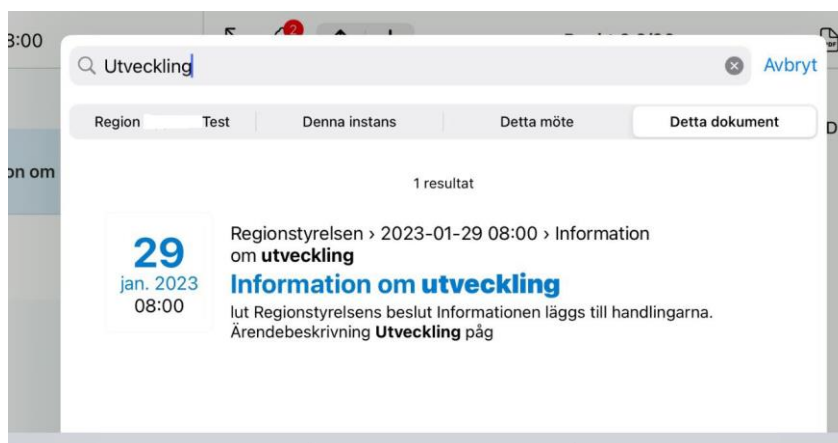 3:00
2
Utveckling
Avbryt
Region Test
Denna instans
Detta möte
Detta dokument
D
on om
1 resultat
29
jan. 2023
08:00
Regionstyrelsen › 2023-01-29 08:00 › Information
om utveckling
Information om utveckling
lut Regionstyrelsens beslut Informationen läggs till handlingarna.
Ärendebeskrivning Utveckling påg